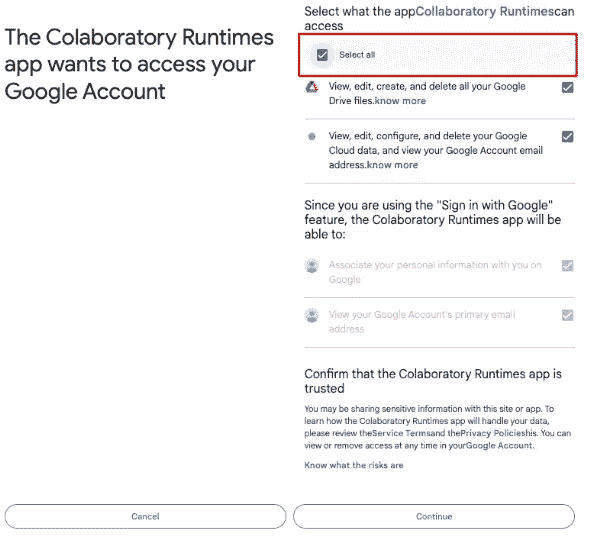 The Colaboratory Runtimes
app wants to access your
Google Account
Select what the appCollaboratory Runtimescan
access
Select all
View, edit, create, and delete all your Google
Drive files.know more
View, edit, configure, and delete your Google
Cloud data, and view your Google Account email
address.know more
Since you are using the "Sign in with Google"
feature, the Colaboratory Runtimes app will be
able to:
Associate your personal information with you on
Google
View your Google Account's primary email
address
Confirm that the Colaboratory Runtimes app is
trusted
You may be sharing sensitive information with this site or app. To
learn how the Colaboratory Runtimes app will handle your data,
please review theService Termsand thePrivacy Policieshis. You can
view or remove access at any time in yourGoogle Account.
Know what the risks are
Cancel
Continue